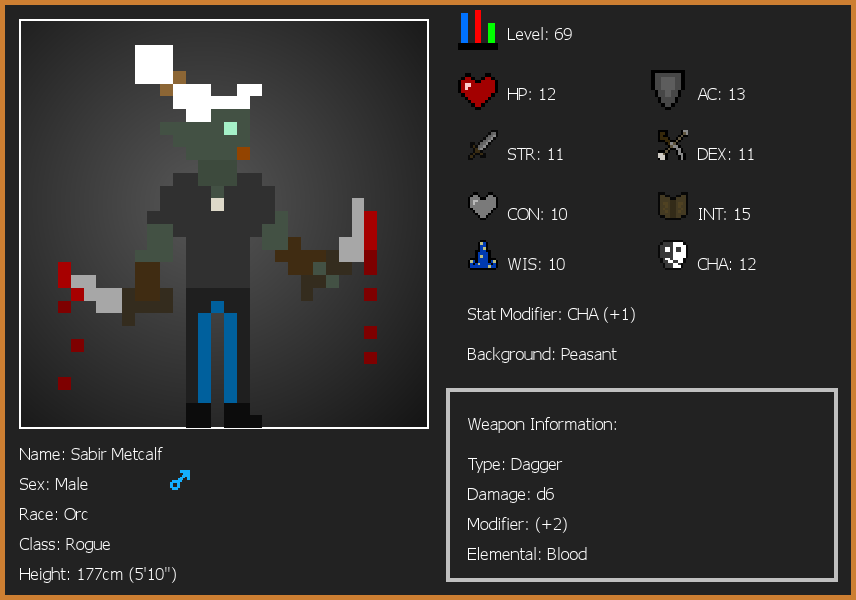 Level: 69
HP: 12
AC: 13
STR: 11
DEX: 11
CON: 10
INT: 15
WIS: 10
CHA: 12
Stat Modifier: CHA (+1)
Background: Peasant
Weapon Information:
Type: Dagger
Damage: d6
Modifier: (+2)
Elemental: Blood
Name: Sabir Metcalf
Sex: Male
Race: Orc
Class: Rogue
Height: 177cm (5'10")